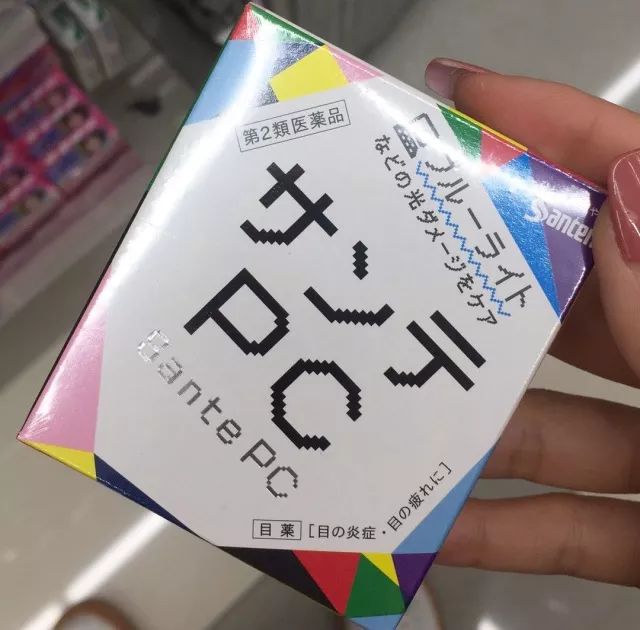 第2類医薬品
ブルーライト
などの光ダメージをケア
Santen
サンテ
PC
Sante PC
目薬 [目の炎症・目の疲れに]